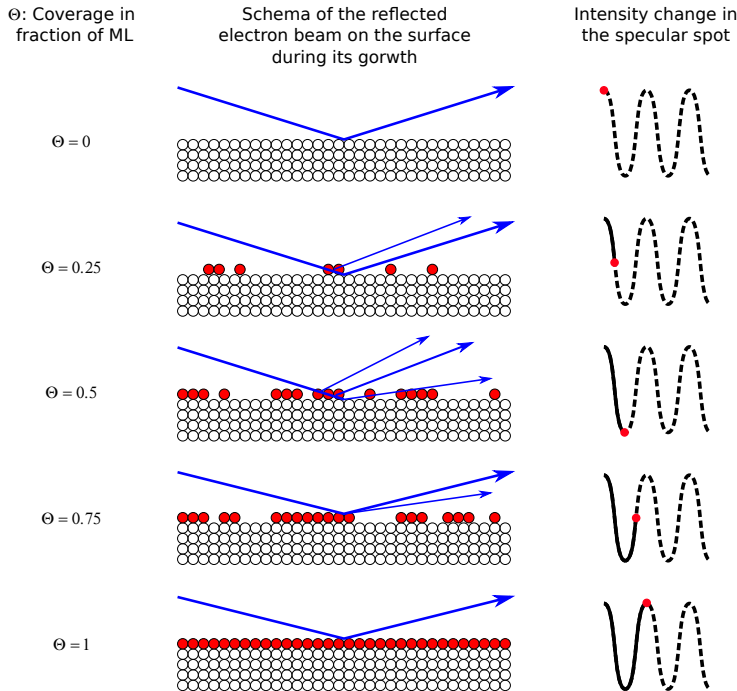 Θ: Coverage in
fraction of ML
Schema of the reflected
electron beam on the surface
during its gorwth
Intensity change in
the specular spot
Θ = 0
Θ = 0.25
Θ = 0.5
Θ = 0.75
Θ = 1